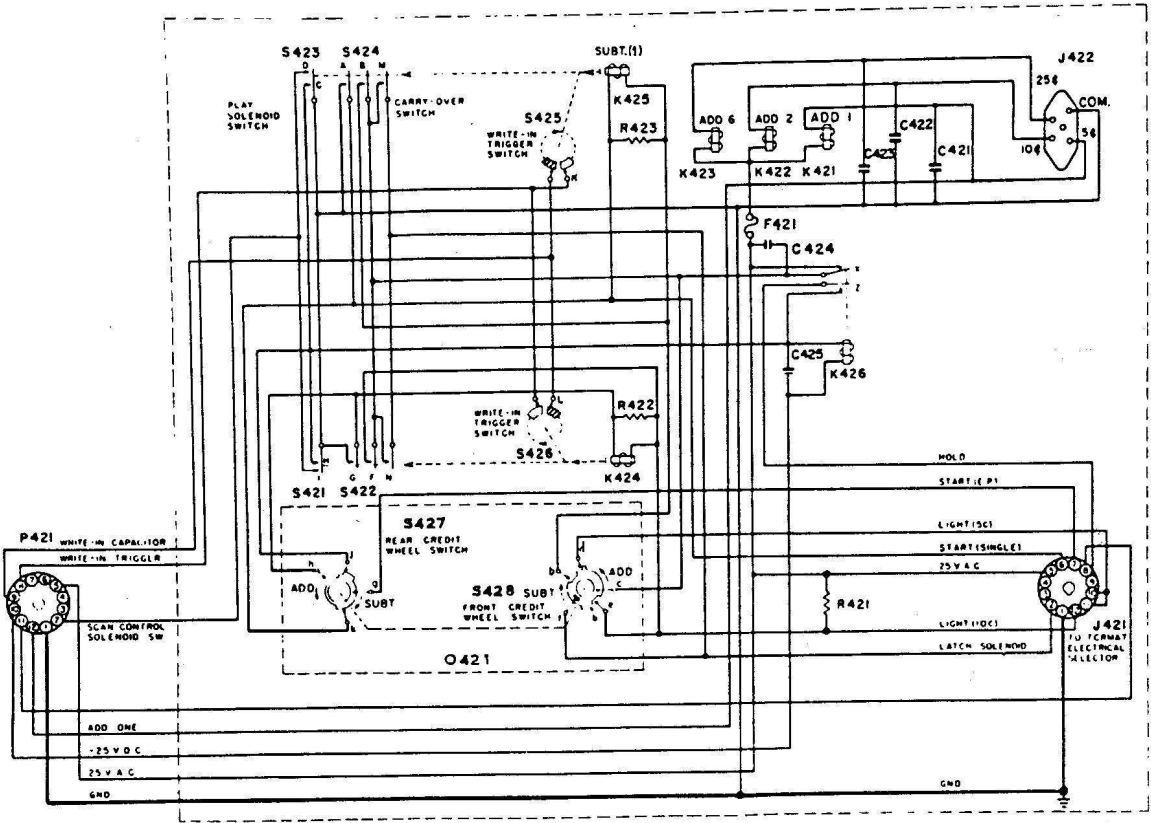 S423 S424 SUBT.(1) J422
D A B M 25¢
C COM.
PLAY SOLENOID SWITCH
CARRY-OVER SWITCH
K425
S425
WRITE-IN TRIGGER SWITCH
R423
ADD 6 ADD 2 ADD 1
C422
5¢
10¢
C423 C421
K423 K422 K421
K
F421
C424
X
Z
C425
K426
L
R422
WRITE-IN TRIGGER SWITCH
S426
K424
H
G F N
S421 S422
HOLD
START(E.P)
S427
REAR CREDIT WHEEL SWITCH
LIGHT(5C)
P421 WRITE-IN CAPACITOR
WRITE-IN TRIGGER
START(SINGLE)
25 V A C
h j
ADD g
SUBT
S428 SUBT
FRONT CREDIT WHEEL SWITCH
b d
ADD
c
e
R421
SCAN CONTROL SOLENOID SW.
LIGHT(10C)
J421
TO FORMAT ELECTRICAL SELECTOR
LATCH SOLENOID
O421
ADD ONE
-25 V D C
25 V A C
GND
GND